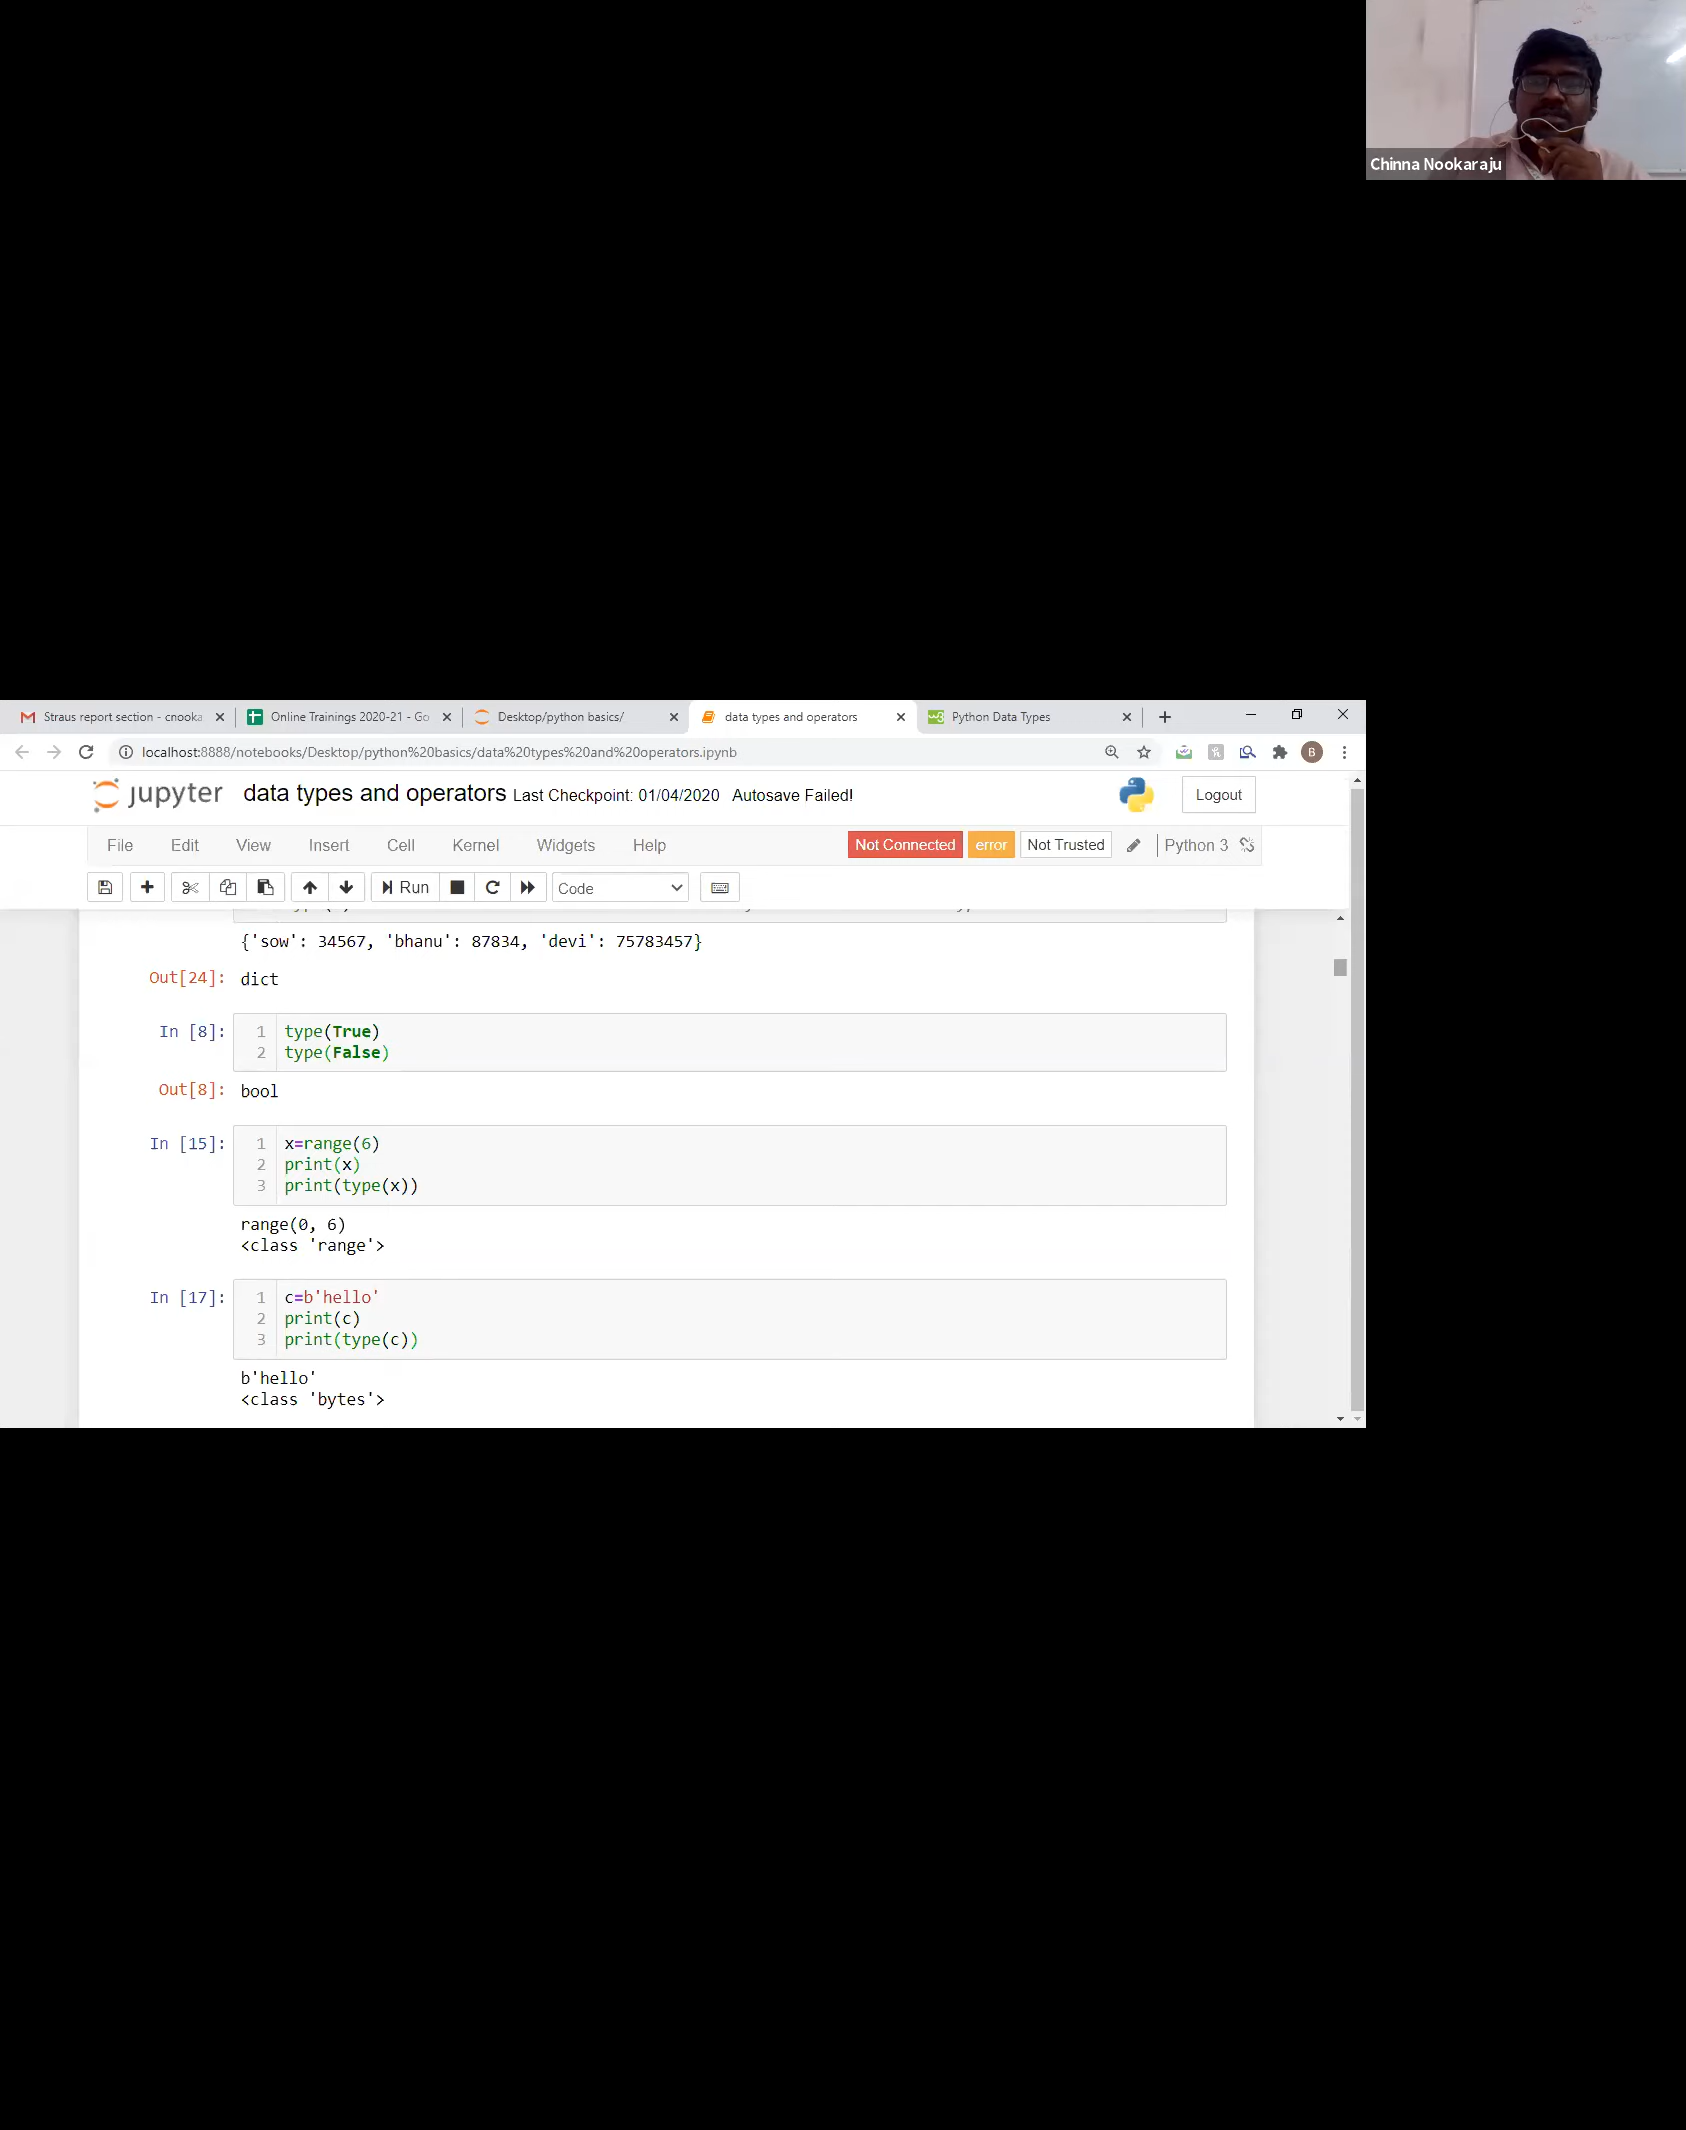 Chinna Nookaraju
Straus report section - cnooka
Online Trainings 2020-21 - Go
Desktop/python basics/
data types and operators
Python Data Types
localhost:8888/notebooks/Desktop/python%20basics/data%20types%20and%20operators.ipynb
B
jupyter data types and operators Last Checkpoint: 01/04/2020 Autosave Failed!
Logout
File Edit View Insert Cell Kernel Widgets Help
Not Connected error Not Trusted Python 3
Run Code
{'sow': 34567, 'bhanu': 87834, 'devi': 75783457}
Out[24]: dict
In [8]: 1 type(True)
2 type(False)
Out[8]: bool
In [15]: 1 x=range(6)
2 print(x)
3 print(type(x))
range(0, 6)
<class 'range'>
In [17]: 1 c=b'hello'
2 print(c)
3 print(type(c))
b'hello'
<class 'bytes'>